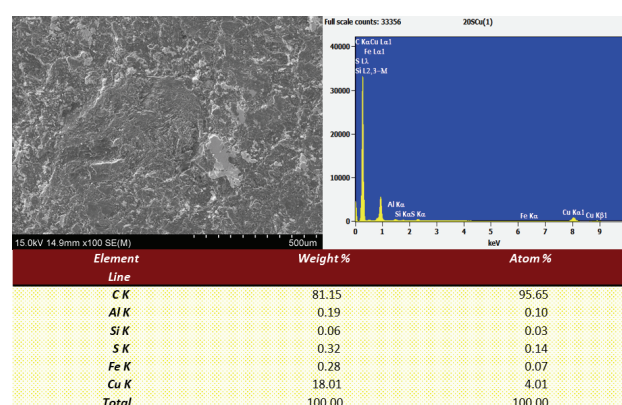 Full scale counts: 33356 20SCu(1)
C KαCu Lα1
40000
Fe Lα1
S Lλ
Si L2,3-M
30000
20000
10000
Al Kα
Si KαS Kα
Fe Kα
Cu Kα1
Cu Kβ1
0
0 1 2 3 4 5 6 7 8 9
keV
15.0kV 14.9mm x100 SE(M) 500um
Element Line Weight % Atom %
C K 81.15 95.65
Al K 0.19 0.10
Si K 0.06 0.03
S K 0.32 0.14
Fe K 0.28 0.07
Cu K 18.01 4.01
Total 100.00 100.00